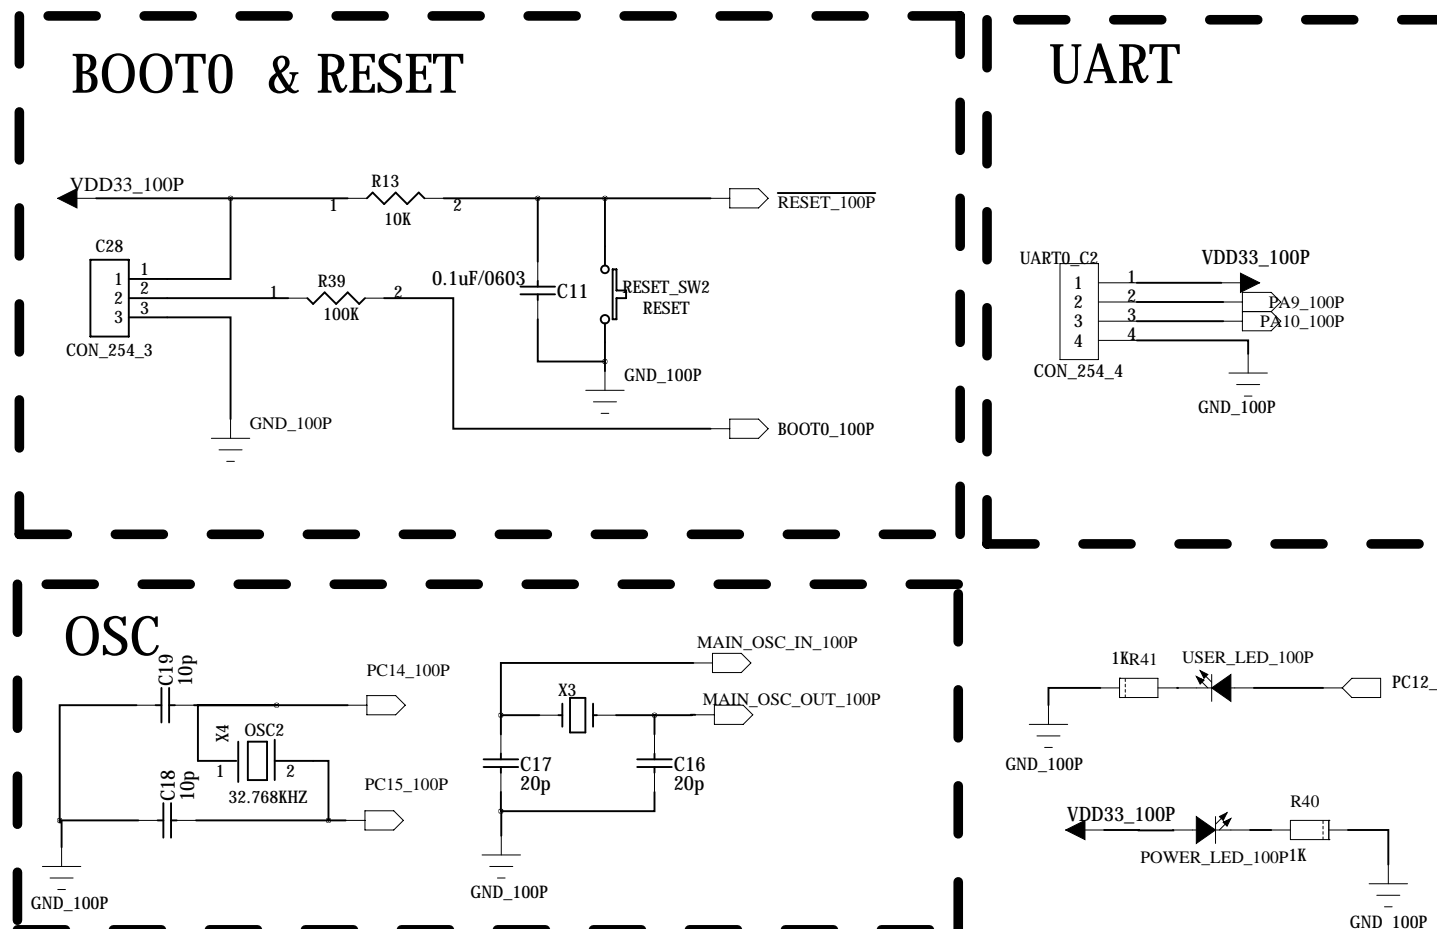 BOOT0 & RESET
VDD33_100P
R13
1
2
10K
RESET_100P
C28
1
1
2
2
3
3
CON_254_3
1
R39
2
100K
0.1uF/0603
C11
RESET_SW2
RESET
GND_100P
GND_100P
BOOT0_100P
UART
UART0_C2
VDD33_100P
1
1
2
2
PA9_100P
3
3
PA10_100P
4
4
CON_254_4
GND_100P
OSC
C19
10p
PC14_100P
X4
OSC2
1
2
32.768KHZ
C18
10p
PC15_100P
GND_100P
MAIN_OSC_IN_100P
X3
MAIN_OSC_OUT_100P
C17
20p
C16
20p
GND_100P
1K
R41
USER_LED_100P
PC12_
GND_100P
VDD33_100P
R40
POWER_LED_100P
1K
GND_100P